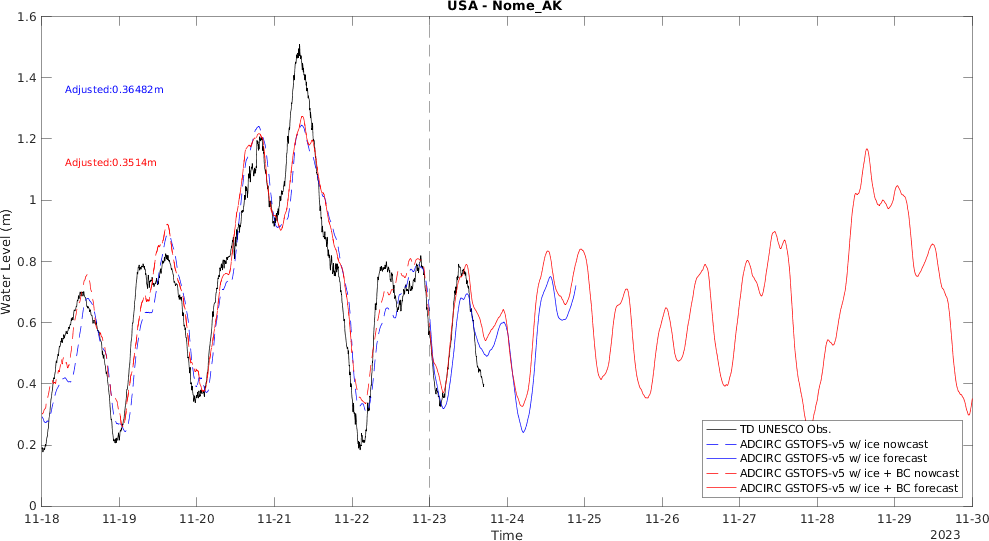 USA - Nome_AK
1.6
1.4
1.2
1
0.8
0.6
0.4
0.2
0
Water Level (m)
Adjusted:0.36482m
Adjusted:0.3514m
TD UNESCO Obs.
ADCIRC GSTOFS-v5 w/ ice nowcast
ADCIRC GSTOFS-v5 w/ ice forecast
ADCIRC GSTOFS-v5 w/ ice + BC nowcast
ADCIRC GSTOFS-v5 w/ ice + BC forecast
11-18 11-19 11-20 11-21 11-22 11-23 11-24 11-25 11-26 11-27 11-28 11-29 11-30
Time
2023